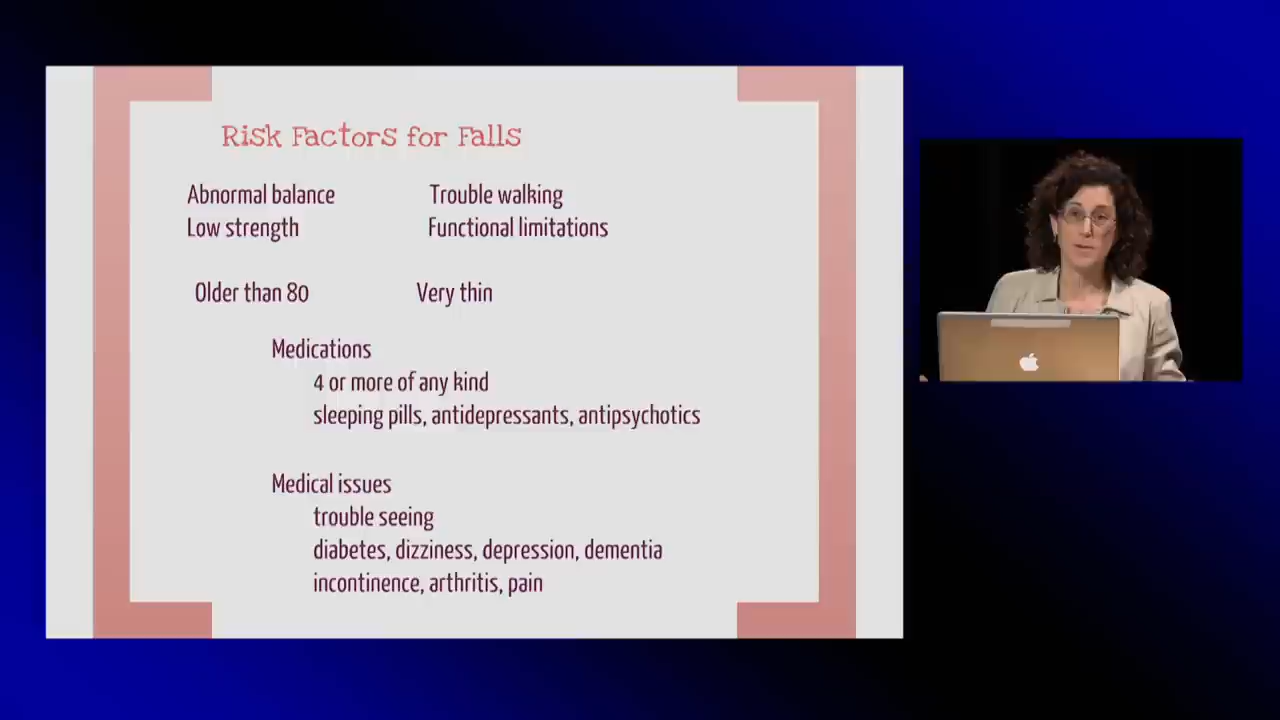 Risk Factors for Falls
Abnormal balance Trouble walking
Low strength Functional limitations
Older than 80 Very thin
Medications
4 or more of any kind
sleeping pills, antidepressants, antipsychotics
Medical issues
trouble seeing
diabetes, dizziness, depression, dementia
incontinence, arthritis, pain